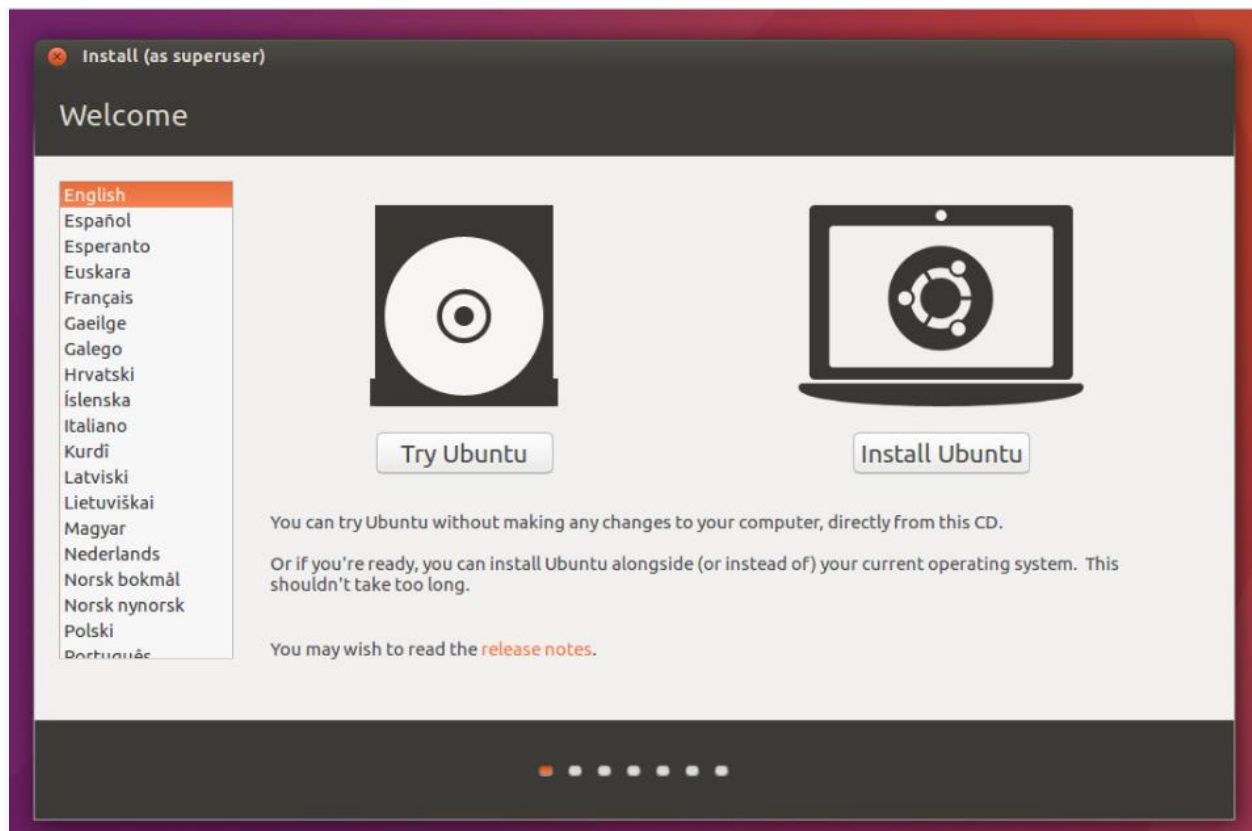 Install (as superuser)
Welcome
English
Español
Esperanto
Euskara
Français
Gaeilge
Galego
Hrvatski
Íslenska
Italiano
Kurdî
Latviski
Lietuviškai
Magyar
Nederlands
Norsk bokmål
Norsk nynorsk
Polski
Português
Try Ubuntu
Install Ubuntu
You can try Ubuntu without making any changes to your computer, directly from this CD.
Or if you're ready, you can install Ubuntu alongside (or instead of) your current operating system. This
shouldn't take too long.
You may wish to read the release notes.